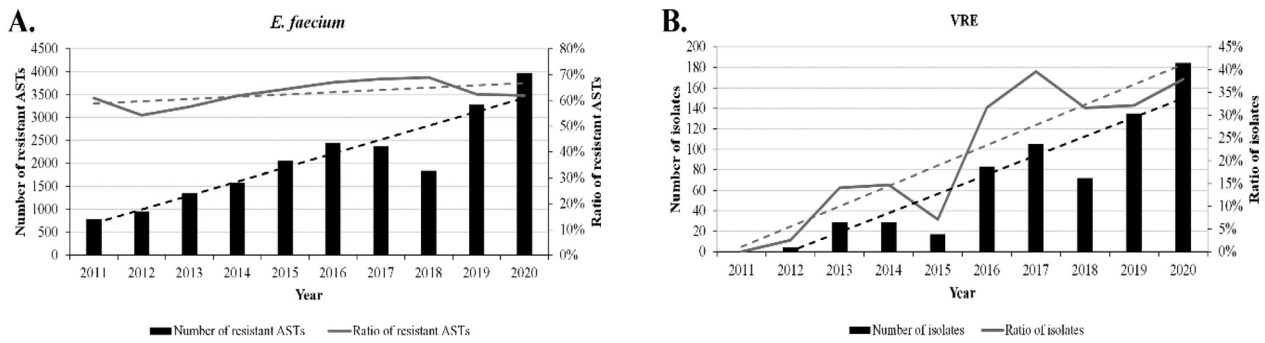 A.
E. faecium
Number of resistant ASTs
4500
4000
3500
3000
2500
2000
1500
1000
500
0
80%
70%
60%
50%
40%
30%
20%
10%
0%
Ratio of resistant ASTs
2011 2012 2013 2014 2015 2016 2017 2018 2019 2020
Year
Number of resistant ASTs Ratio of resistant ASTs
B.
VRE
Number of isolates
200
180
160
140
120
100
80
60
40
20
0
45%
40%
35%
30%
25%
20%
15%
10%
5%
0%
Ratio of isolates
2011 2012 2013 2014 2015 2016 2017 2018 2019 2020
Year
Number of isolates Ratio of isolates